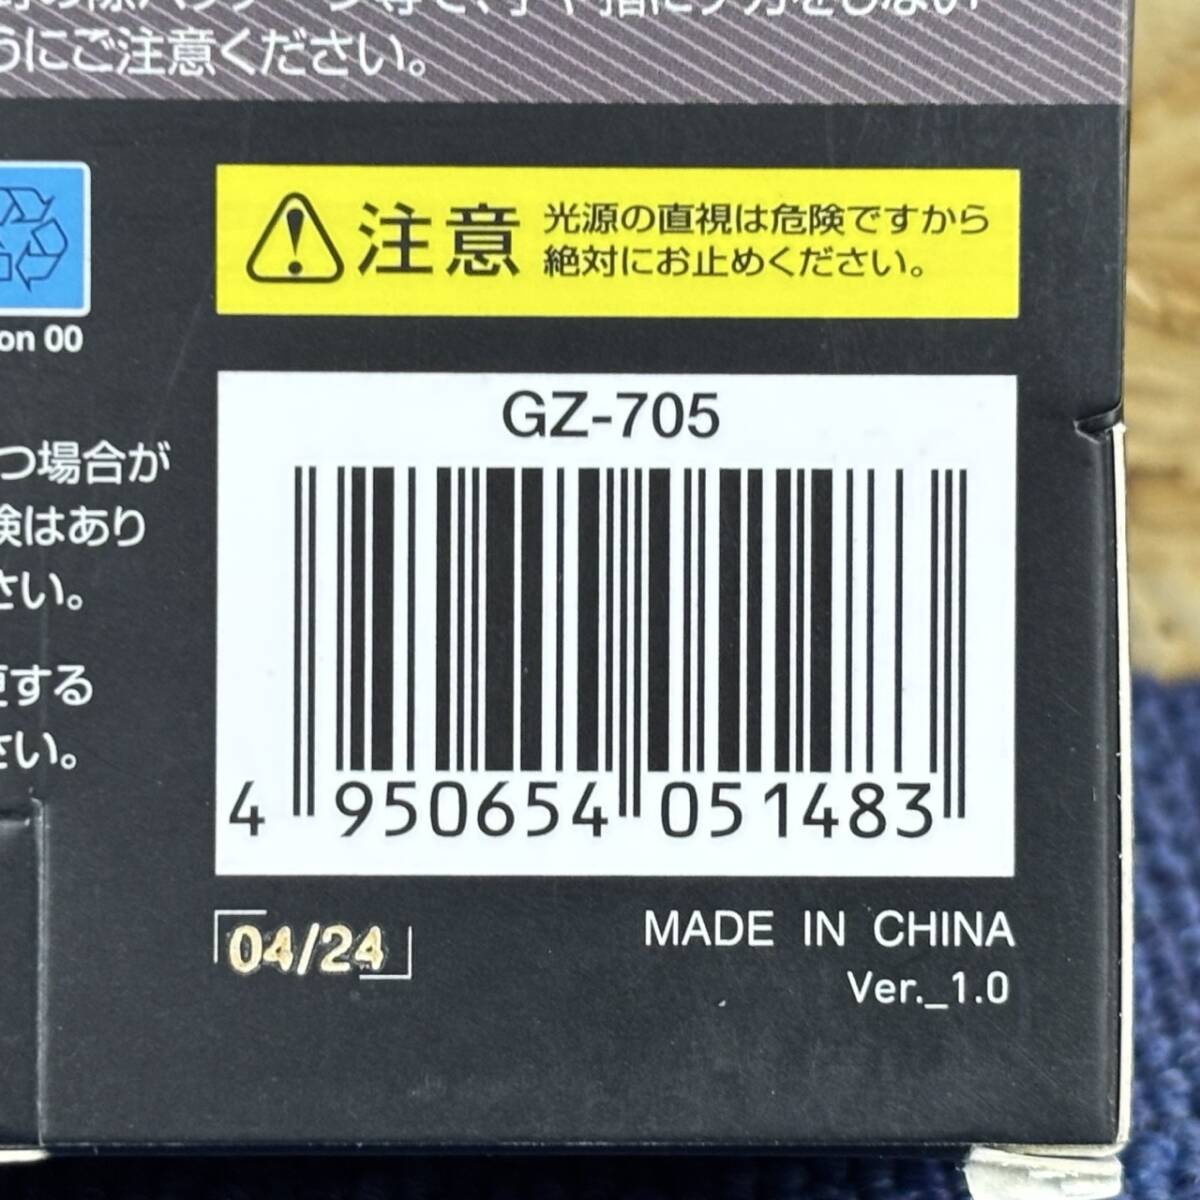 うにご注意ください。
注意
光源の直視は危険ですから
絶対にお止めください。
on 00
つ場合が
険はあり
さい。
更する
さい。
GZ-705
4 950654 051483
04/24
MADE IN CHINA
Ver._1.0